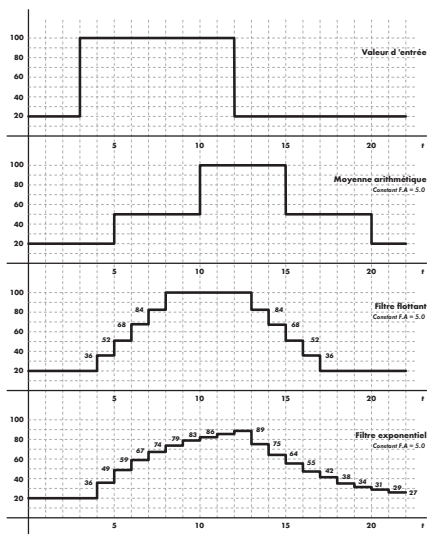 100
80
60
40
20
Valeur d 'entrée
5 10 15 20 t
100
80
60
40
20
Moyenne arithmétique
Constant F.A = 5.0
5 10 15 20 t
100
80
60
40
20
36 52 68 84 84 68 52 36
Filtre flottant
Constant F.A = 5.0
5 10 15 20 t
100
80
60
40
20
36 49 59 67 74 79 83 86 89 75 64 55 42 38 34 31 29 27
Filtre exponentiel
Constant F.A = 5.0
5 10 15 20 t